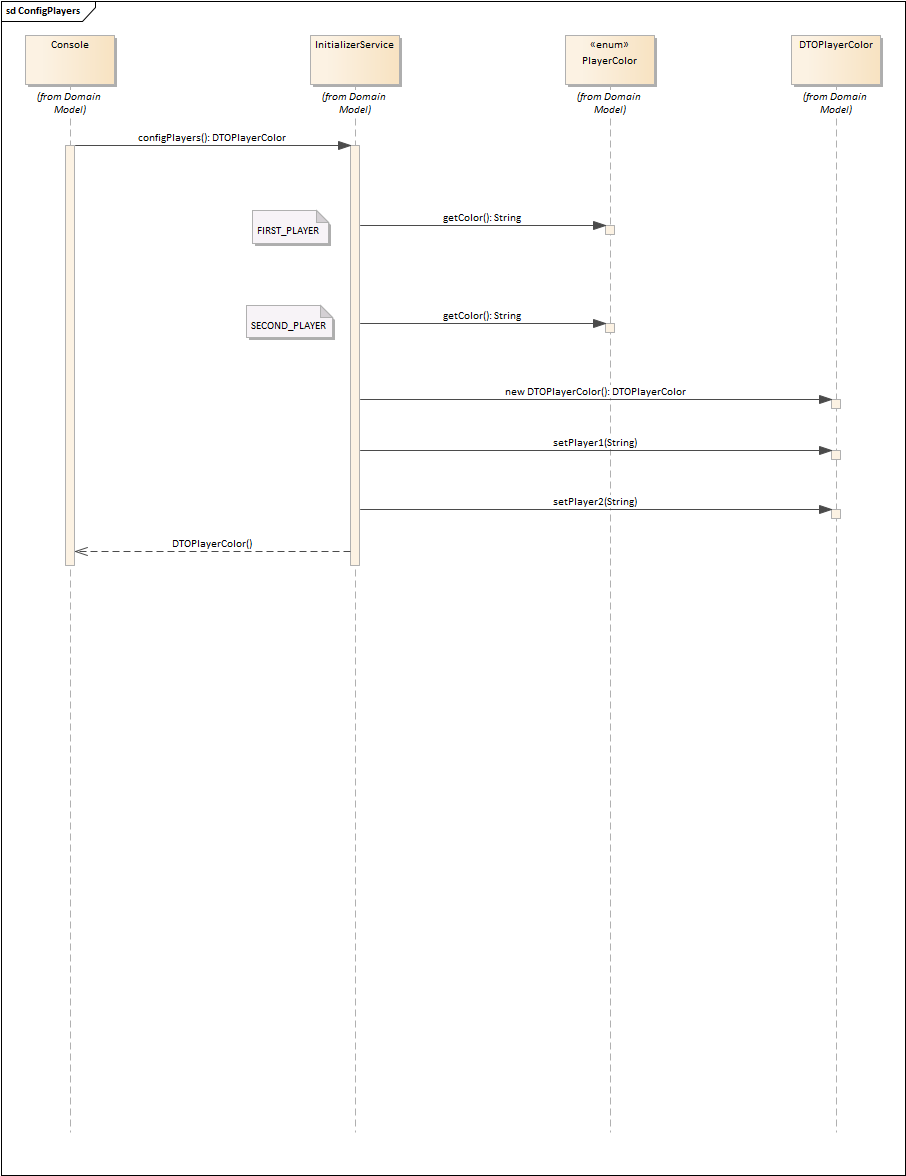 sd ConfigPlayers
Console
InitializerService
«enum»
PlayerColor
DTOPlayerColor
(from Domain
Model)
(from Domain
Model)
(from Domain
Model)
(from Domain
Model)
configPlayers(): DTOPlayerColor
FIRST_PLAYER
getColor(): String
SECOND_PLAYER
getColor(): String
new DTOPlayerColor(): DTOPlayerColor
setPlayer1(String)
setPlayer2(String)
DTOPlayerColor()